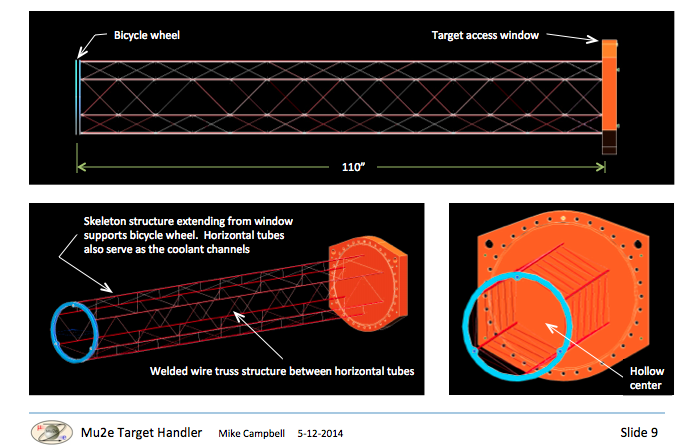 Bicycle wheel
Target access window
110”
Skeleton structure extending from window
supports bicycle wheel. Horizontal tubes
also serve as the coolant channels
Welded wire truss structure between horizontal tubes
Hollow
center
Mu2e Target Handler Mike Campbell 5-12-2014 Slide 9